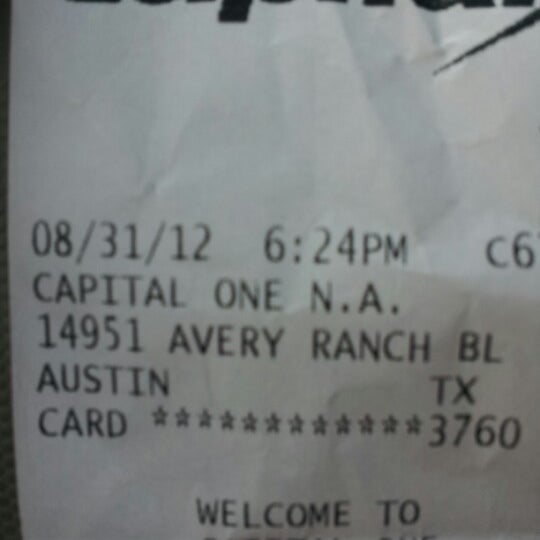 08/31/12 6:24PM
CAPITAL ONE N.A.
14951 AVERY RANCH BL
AUSTIN TX
CARD ************3760
WELCOME TO